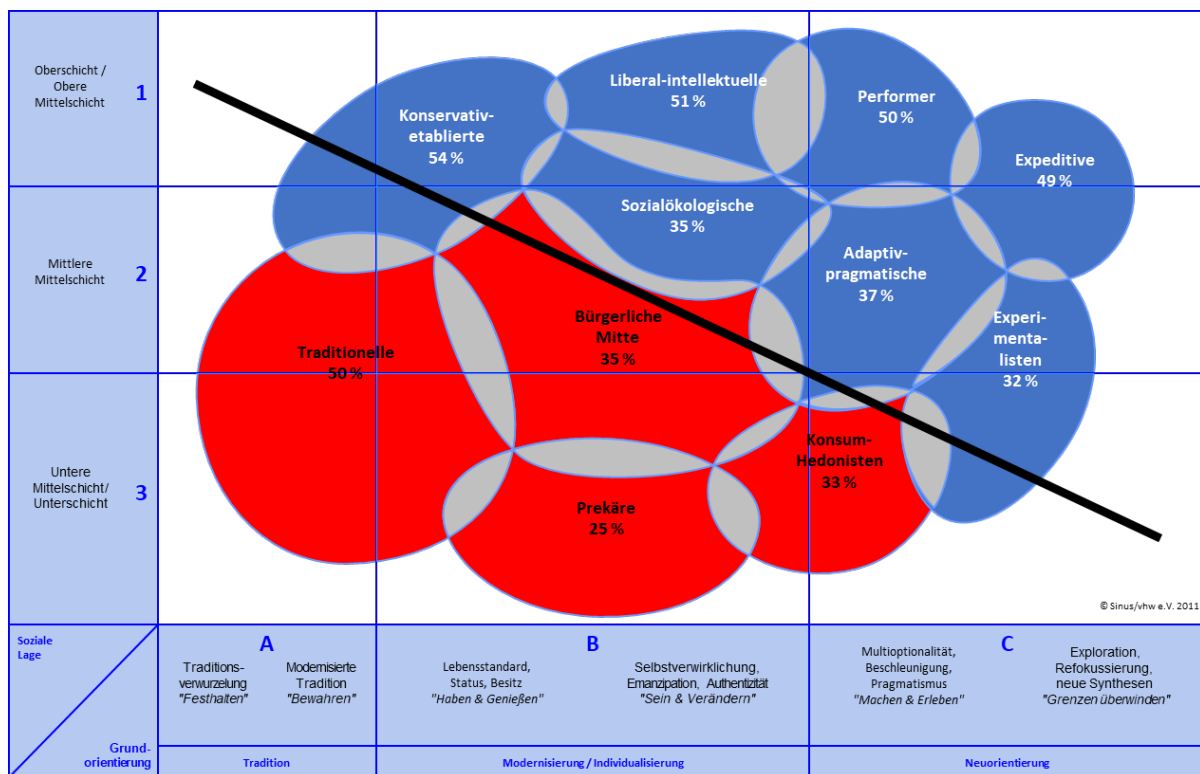 Oberschicht /
Obere
Mittelschicht
1
Mittlere
Mittelschicht
2
Untere
Mittelschicht/
Unterschicht
3
Konservativ-
etablierte
54 %
Liberal-intellektuelle
51 %
Performer
50 %
Expeditive
49 %
Sozialökologische
35 %
Adaptiv-
pragmatische
37 %
Experi-
menta-
listen
32 %
Traditionelle
50 %
Bürgerliche
Mitte
35 %
Konsum-
Hedonisten
33 %
Prekäre
25 %
© Sinus/vhw e.V. 2011
Soziale
Lage
Grund-
orientierung
A
Traditions-
verwurzelung
"Festhalten"
Modernisierte
Tradition
"Bewahren"
Tradition
B
Lebensstandard,
Status, Besitz
"Haben & Genießen"
Selbstverwirklichung,
Emanzipation, Authentizität
"Sein & Verändern"
Modernisierung / Individualisierung
C
Multioptionalität,
Beschleunigung,
Pragmatismus
"Machen & Erleben"
Exploration,
Refokussierung,
neue Synthesen
"Grenzen überwinden"
Neuorientierung